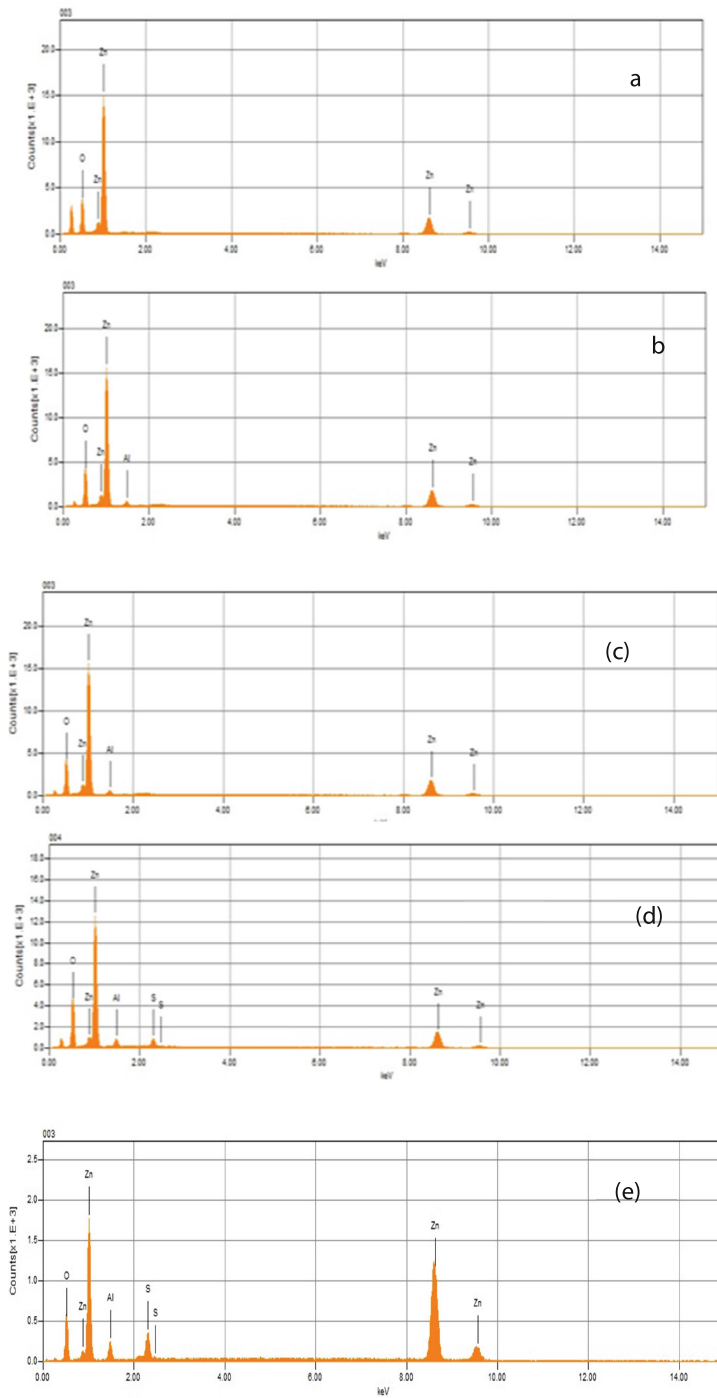 003
Counts[x1.E+3]
20.0
15.0
10.0
5.0
0.0
Zn
O
Zn
Zn
Zn
a
0.00 2.00 4.00 6.00 8.00 10.00 12.00 14.00
keV
003
Counts[x1.E+3]
20.0
15.0
10.0
5.0
0.0
Zn
O
Zn
Al
Zn
Zn
b
0.00 2.00 4.00 6.00 8.00 10.00 12.00 14.00
keV
003
Counts[x1.E+3]
20.0
15.0
10.0
5.0
0.0
Zn
O
Zn
Al
Zn
Zn
(c)
0.00 2.00 4.00 6.00 8.00 10.00 12.00 14.00
004
Counts[x1.E+3]
18.0
16.0
14.0
12.0
10.0
8.0
6.0
4.0
2.0
0.0
Zn
O
Zn
Al
S
S
Zn
Zn
(d)
0.00 2.00 4.00 6.00 8.00 10.00 12.00 14.00
keV
003
Counts[x1.E+3]
2.5
2.0
1.5
1.0
0.5
0.0
Zn
O
Zn
Al
S
S
Zn
Zn
(e)
0.00 2.00 4.00 6.00 8.00 10.00 12.00 14.00
keV